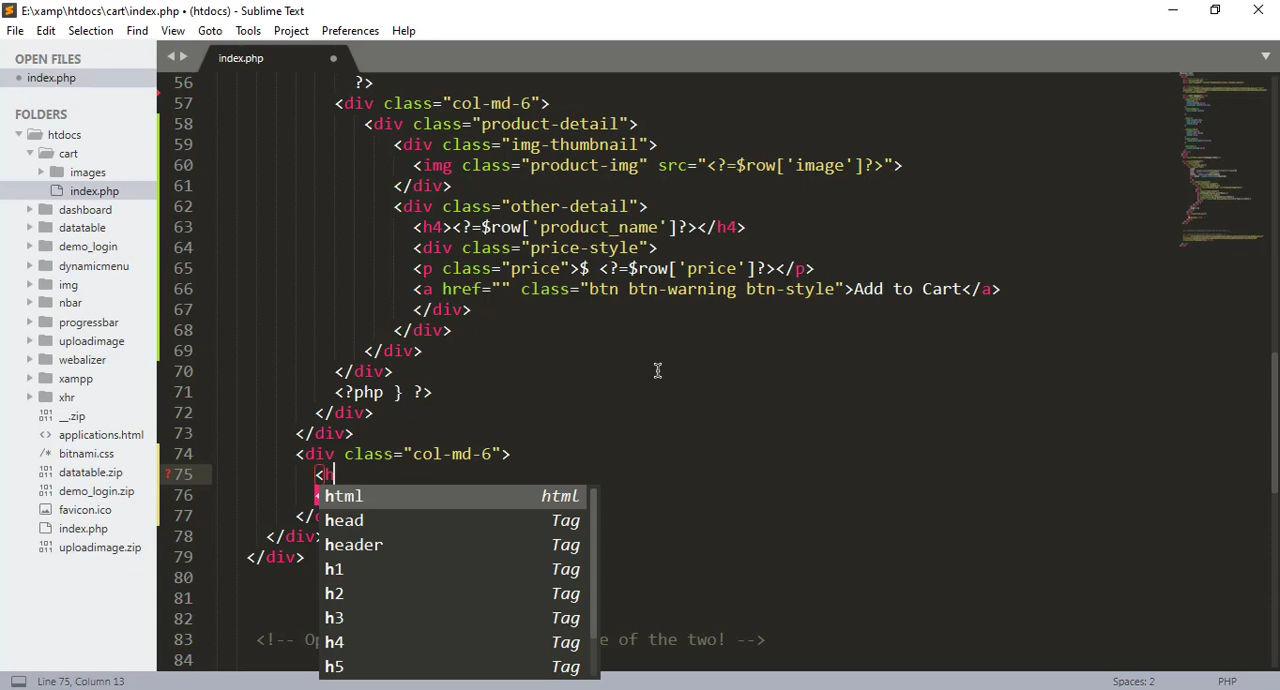 E:\xamp\htdocs\cart\index.php • (htdocs) - Sublime Text
File Edit Selection Find View Goto Tools Project Preferences Help
OPEN FILES
index.php
FOLDERS
htdocs
cart
images
index.php
dashboard
datatable
demo_login
dynamicmenu
img
nbar
progressbar
uploadimage
webalizer
xampp
xhr
__.zip
applications.html
bitnami.css
datatable.zip
demo_login.zip
favicon.ico
index.php
uploadimage.zip
index.php
56 ?>
57 <div class="col-md-6">
58 <div class="product-detail">
59 <div class="img-thumbnail">
60 <img class="product-img" src="<?=$row['image']?>">
61 </div>
62 <div class="other-detail">
63 <h4><?=$row['product_name']?></h4>
64 <div class="price-style">
65 <p class="price">$ <?=$row['price']?></p>
66 <a href="" class="btn btn-warning btn-style">Add to Cart</a>
67 </div>
68 </div>
69 </div>
70 </div>
71 <?php } ?>
72 </div>
73 </div>
74 <div class="col-md-6">
75 <h
76 <
77 </d
78 </div>
79 </div>
80
81
82
83 <!-- Op e of the two! -->
84
html html
head Tag
header Tag
h1 Tag
h2 Tag
h3 Tag
h4 Tag
h5 Tag
Line 75, Column 13
Spaces: 2
PHP